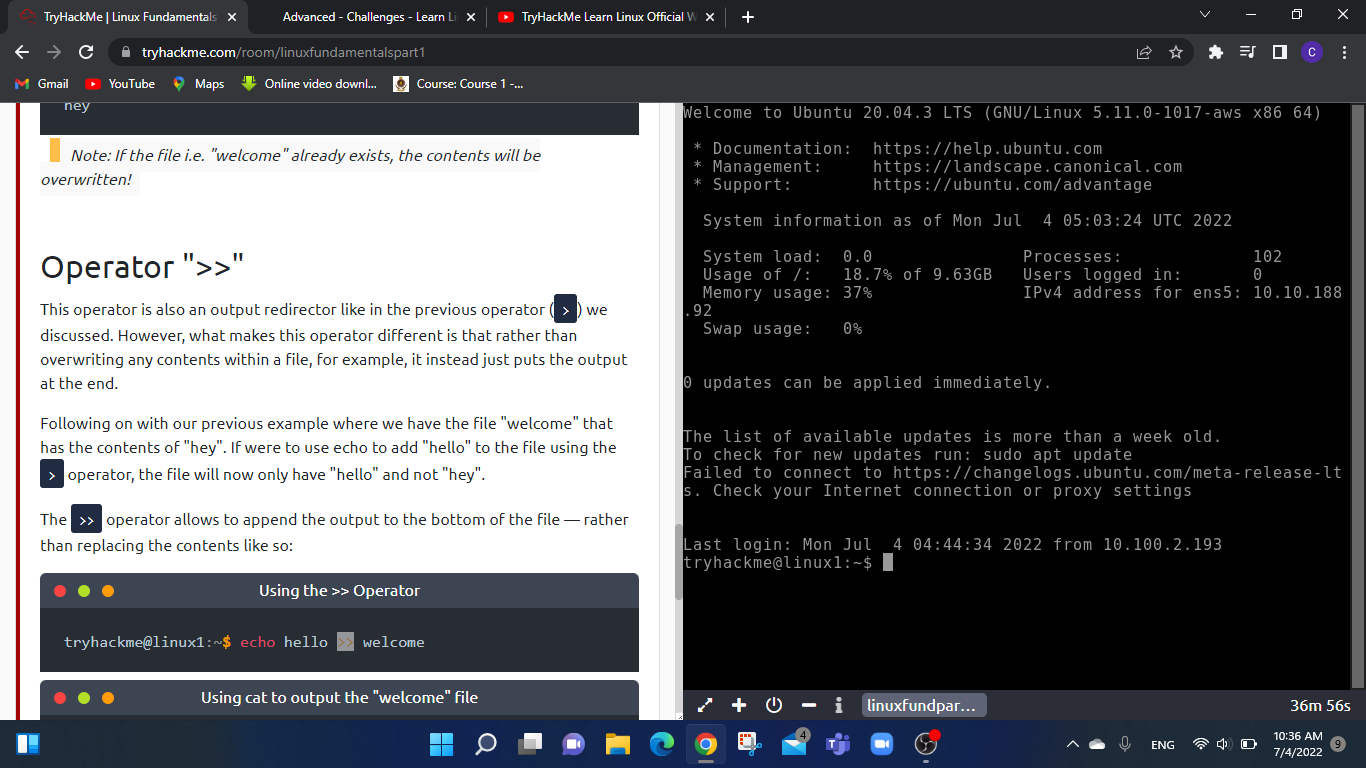 TryHackMe | Linux Fundamentals
Advanced - Challenges - Learn Li
TryHackMe Learn Linux Official W
tryhackme.com/room/linuxfundamentalspart1
C
Gmail
YouTube
Maps
Online video downl...
Course: Course 1 -...
hey
Note: If the file i.e. "welcome" already exists, the contents will be
overwritten!
Operator ">>"
This operator is also an output redirector like in the previous operator ( > ) we
discussed. However, what makes this operator different is that rather than
overwriting any contents within a file, for example, it instead just puts the output
at the end.
Following on with our previous example where we have the file "welcome" that
has the contents of "hey". If were to use echo to add "hello" to the file using the
> operator, the file will now only have "hello" and not "hey".
The >> operator allows to append the output to the bottom of the file — rather
than replacing the contents like so:
Using the >> Operator
tryhackme@linux1:~$ echo hello >> welcome
Using cat to output the "welcome" file
Welcome to Ubuntu 20.04.3 LTS (GNU/Linux 5.11.0-1017-aws x86 64)
* Documentation:  https://help.ubuntu.com
* Management:     https://landscape.canonical.com
* Support:        https://ubuntu.com/advantage
System information as of Mon Jul  4 05:03:24 UTC 2022
System load:  0.0               Processes:             102
Usage of /:   18.7% of 9.63GB   Users logged in:       0
Memory usage: 37%               IPv4 address for ens5: 10.10.188
.92
Swap usage:   0%
0 updates can be applied immediately.
The list of available updates is more than a week old.
To check for new updates run: sudo apt update
Failed to connect to https://changelogs.ubuntu.com/meta-release-lt
s. Check your Internet connection or proxy settings
Last login: Mon Jul  4 04:44:34 2022 from 10.100.2.193
tryhackme@linux1:~$
linuxfundpar...
36m 56s
4
ENG
10:36 AM
7/4/2022
9